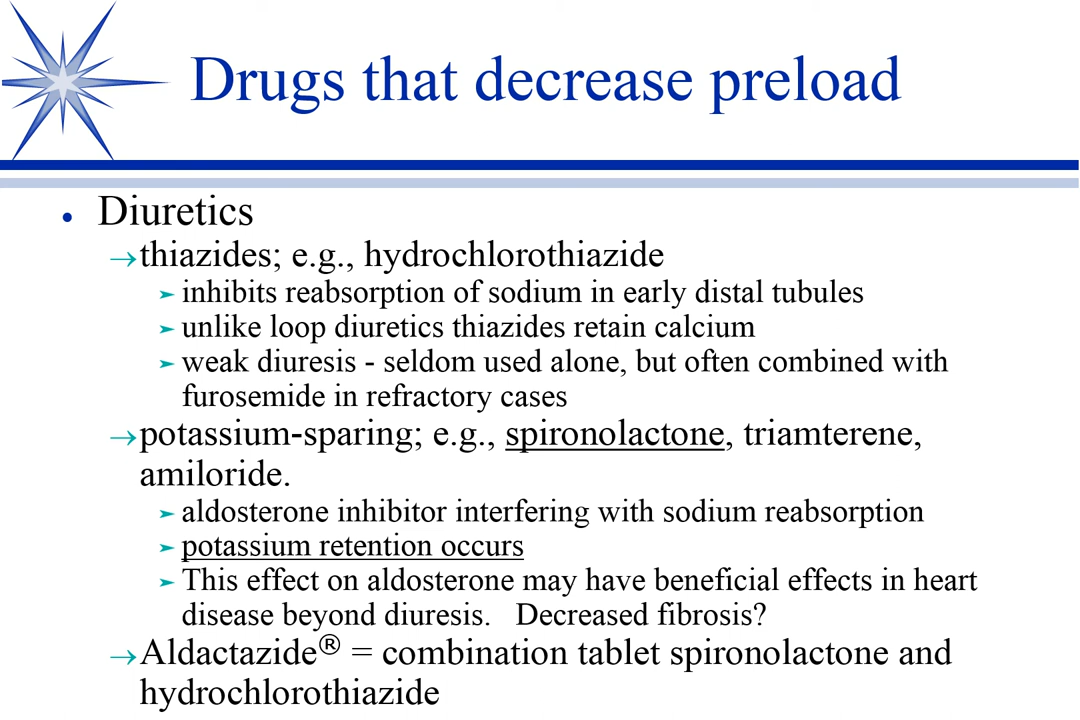 Drugs that decrease preload
• Diuretics
→thiazides; e.g., hydrochlorothiazide
➢ inhibits reabsorption of sodium in early distal tubules
➢ unlike loop diuretics thiazides retain calcium
➢ weak diuresis - seldom used alone, but often combined with
furosemide in refractory cases
→potassium-sparing; e.g., spironolactone, triamterene,
amiloride.
➢ aldosterone inhibitor interfering with sodium reabsorption
➢ potassium retention occurs
➢ This effect on aldosterone may have beneficial effects in heart
disease beyond diuresis.   Decreased fibrosis?
→Aldactazide® = combination tablet spironolactone and
hydrochlorothiazide